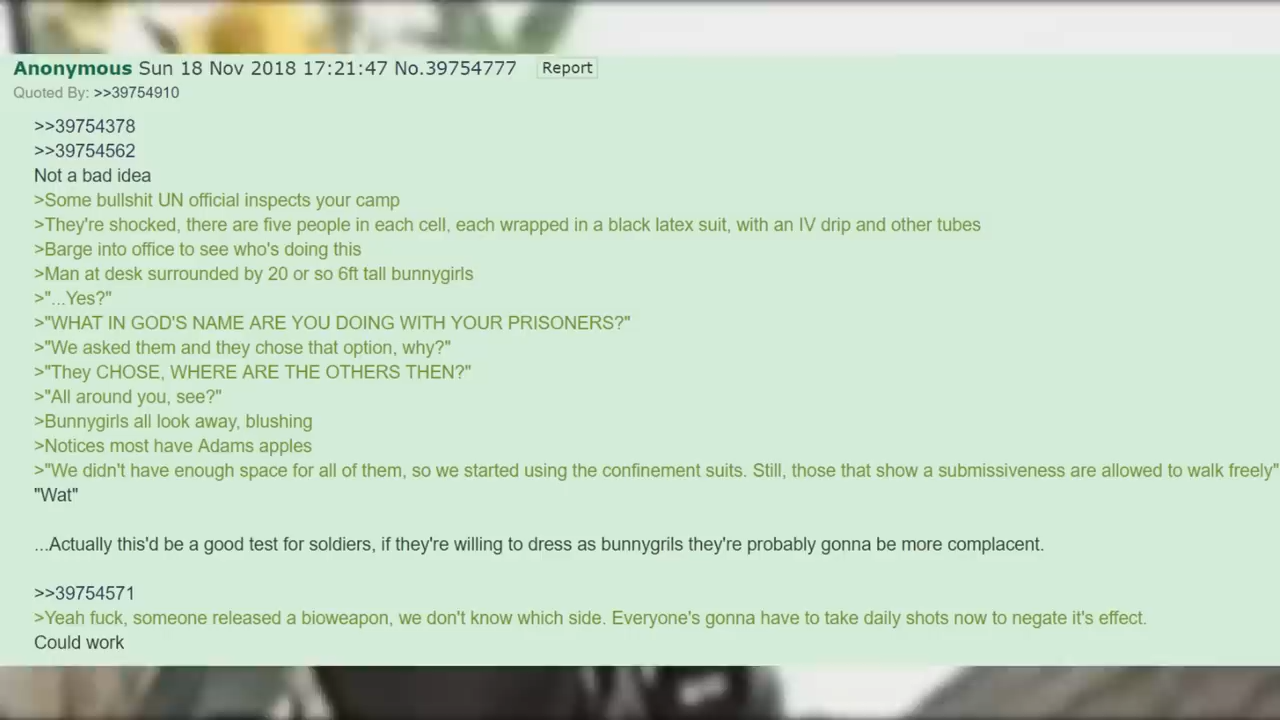 Anonymous Sun 18 Nov 2018 17:21:47 No.39754777 Report
Quoted By: >>39754910
>>39754378
>>39754562
Not a bad idea
>Some bullshit UN official inspects your camp
>They're shocked, there are five people in each cell, each wrapped in a black latex suit, with an IV drip and other tubes
>Barge into office to see who's doing this
>Man at desk surrounded by 20 or so 6ft tall bunnygirls
>"...Yes?"
>"WHAT IN GOD'S NAME ARE YOU DOING WITH YOUR PRISONERS?"
>"We asked them and they chose that option, why?"
>"They CHOSE, WHERE ARE THE OTHERS THEN?"
>"All around you, see?"
>Bunnygirls all look away, blushing
>Notices most have Adams apples
>"We didn't have enough space for all of them, so we started using the confinement suits. Still, those that show a submissiveness are allowed to walk freely"
"Wat"
...Actually this'd be a good test for soldiers, if they're willing to dress as bunnygrils they're probably gonna be more complacent.
>>39754571
>Yeah fuck, someone released a bioweapon, we don't know which side. Everyone's gonna have to take daily shots now to negate it's effect.
Could work